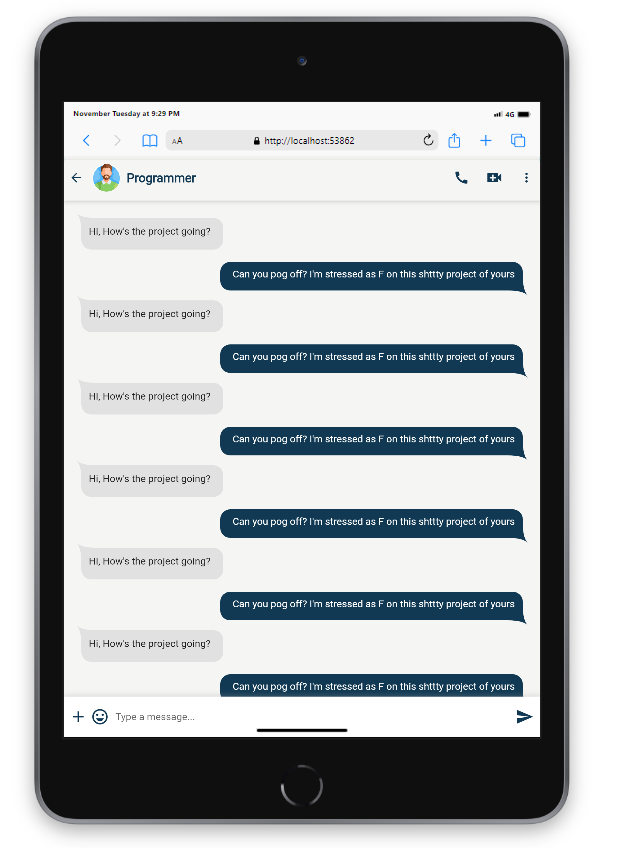 November Tuesday at 9:29 PM
4G
AA
http://localhost:53862
Programmer
Hi, How's the project going?
Can you pog off? I'm stressed as F on this shttty project of yours
Hi, How's the project going?
Can you pog off? I'm stressed as F on this shttty project of yours
Hi, How's the project going?
Can you pog off? I'm stressed as F on this shttty project of yours
Hi, How's the project going?
Can you pog off? I'm stressed as F on this shttty project of yours
Hi, How's the project going?
Can you pog off? I'm stressed as F on this shttty project of yours
Hi, How's the project going?
Can you pog off? I'm stressed as F on this shttty project of yours
Type a message...